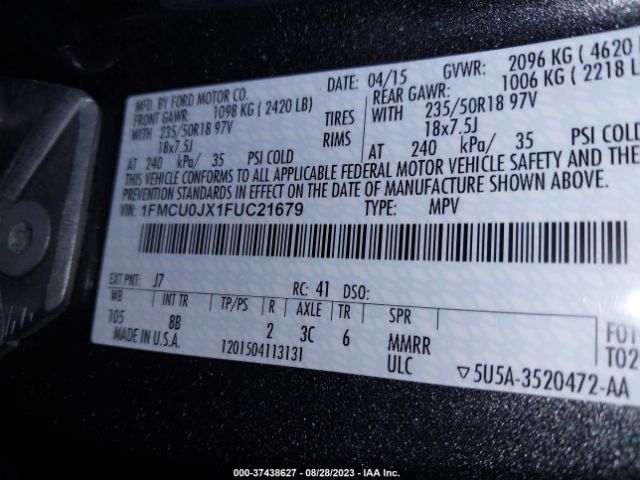 MFD. BY FORD MOTOR CO. DATE: 04/15 GVWR: 2096 KG ( 4620 L
FRONT GAWR: 1098 KG ( 2420 LB) REAR GAWR: 1006 KG ( 2218 L
WITH 235/50R18 97V TIRES WITH 235/50R18 97V
18x7.5J RIMS 18x7.5J
AT 240 kPa/ 35 PSI COLD AT 240 kPa/ 35 PSI COLD
THIS VEHICLE CONFORMS TO ALL APPLICABLE FEDERAL MOTOR VEHICLE SAFETY AND THE
PREVENTION STANDARDS IN EFFECT ON THE DATE OF MANUFACTURE SHOWN ABOVE.
VIN: 1FMCU0JX1FUC21679 TYPE: MPV
EXT PNT: J7 RC: 41 DSO:
WB INT TR TP/PS R AXLE TR SPR
105 8B 2 3C 6 MMRR
MADE IN U.S.A. 1201504113131 ULC
▽5U5A-3520472-AA
000-37438627 - 08/28/2023 - IAA Inc.